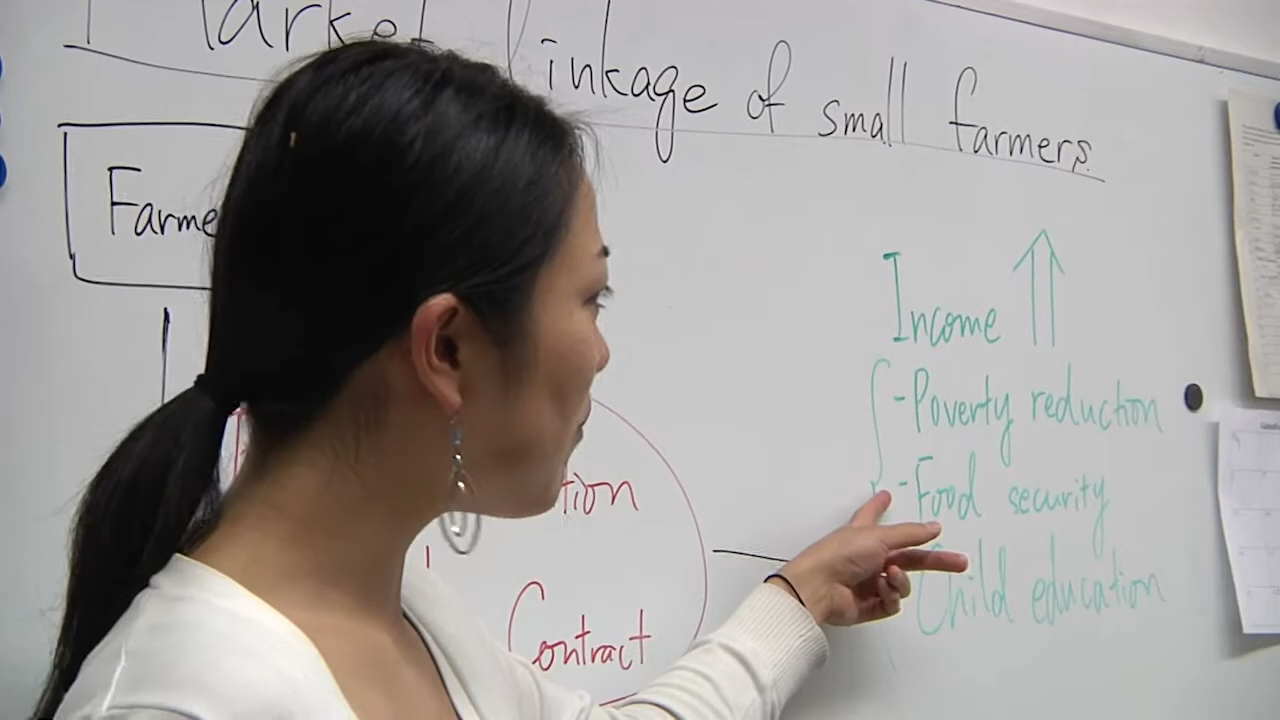 Market linkage of small farmers.
Farme
Income
-Poverty reduction
-Food security
Child education
tion
Contract